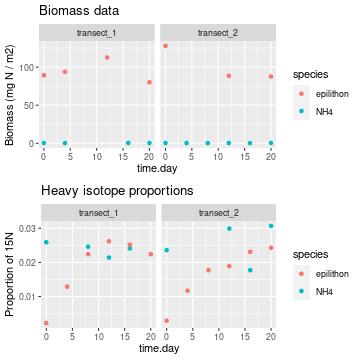 Biomass data
transect_1 transect_2
Biomass (mg N / m2)
100
50
0
0 5 10 15 20 0 5 10 15 20
time.day
species
epilithon
NH4
Heavy isotope proportions
transect_1 transect_2
Proportion of 15N
0.03
0.02
0.01
0 5 10 15 20 0 5 10 15 20
time.day
species
epilithon
NH4